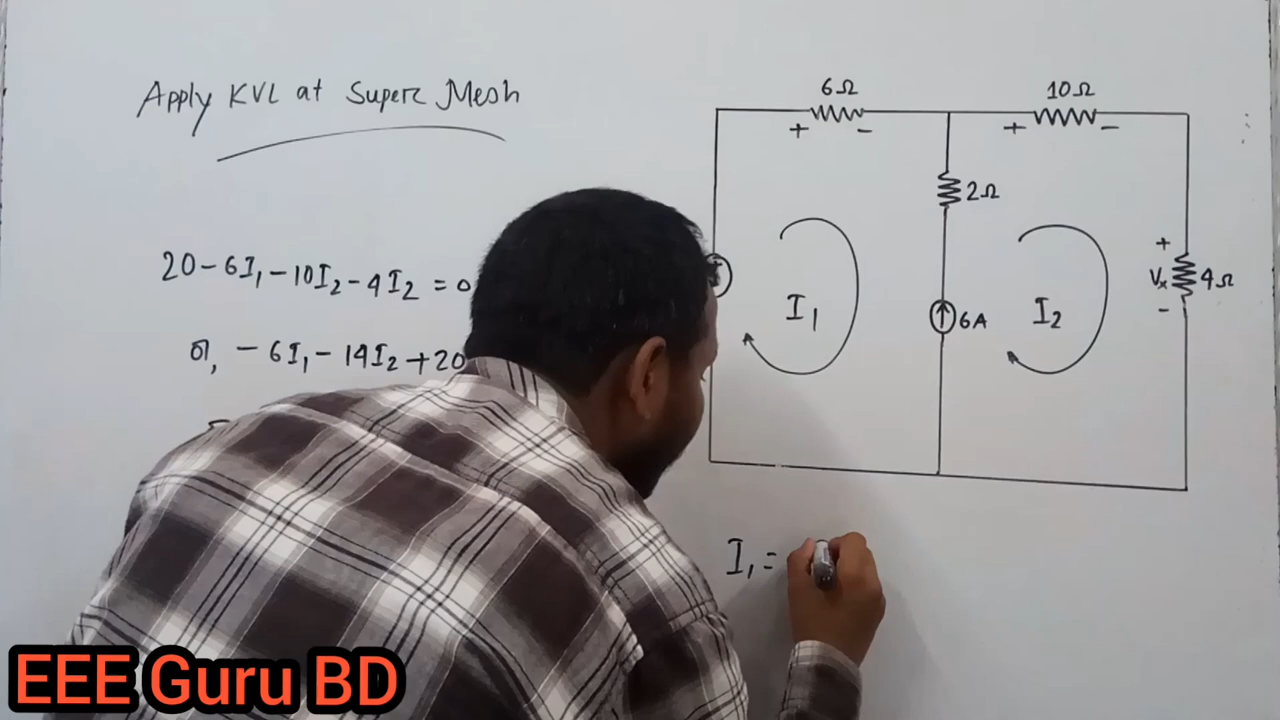 Apply KVL at Super Mesh
20 - 6I₁ - 10I₂ - 4I₂ = 0
বা, - 6I₁ - 14I₂ + 20
6Ω
10Ω
+ -
+ -
2Ω
+
Vx 4Ω
-
I₁
6A
I₂
I₁ =
EEE Guru BD